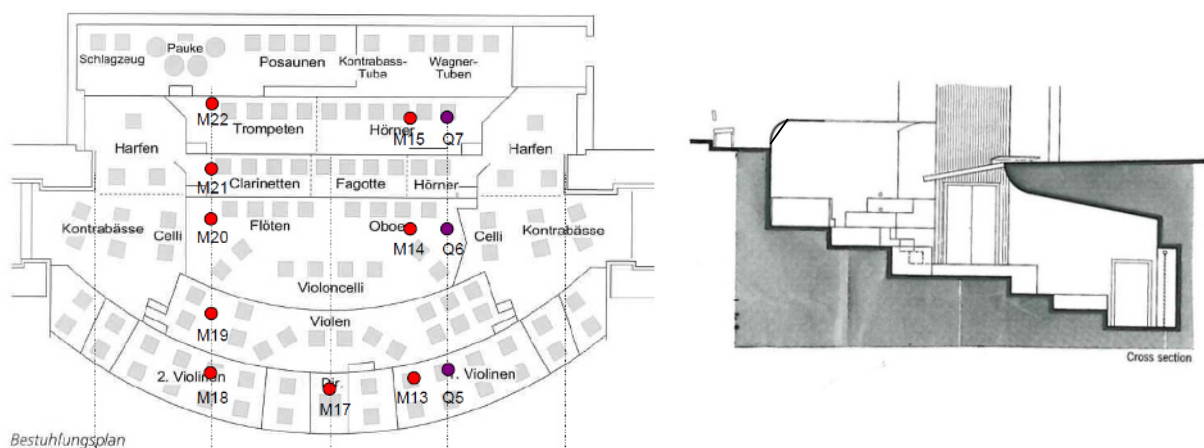 Schlagzeug
Pauke
Posaunen
Kontrabass-
Tuba
Wagner-
Tuben
M22
Trompeten
Hörner
M15
Q7
Harfen
Harfen
M21
Clarinetten
Fagotte
Hörner
M20
Flöten
Oboe
M14
Q6
Kontrabässe
Celli
Celli
Kontrabässe
Violoncelli
M19
Violen
2. Violinen
M18
Dir.
M17
M13
1. Violinen
Q5
Bestuhlungsplan
Cross section